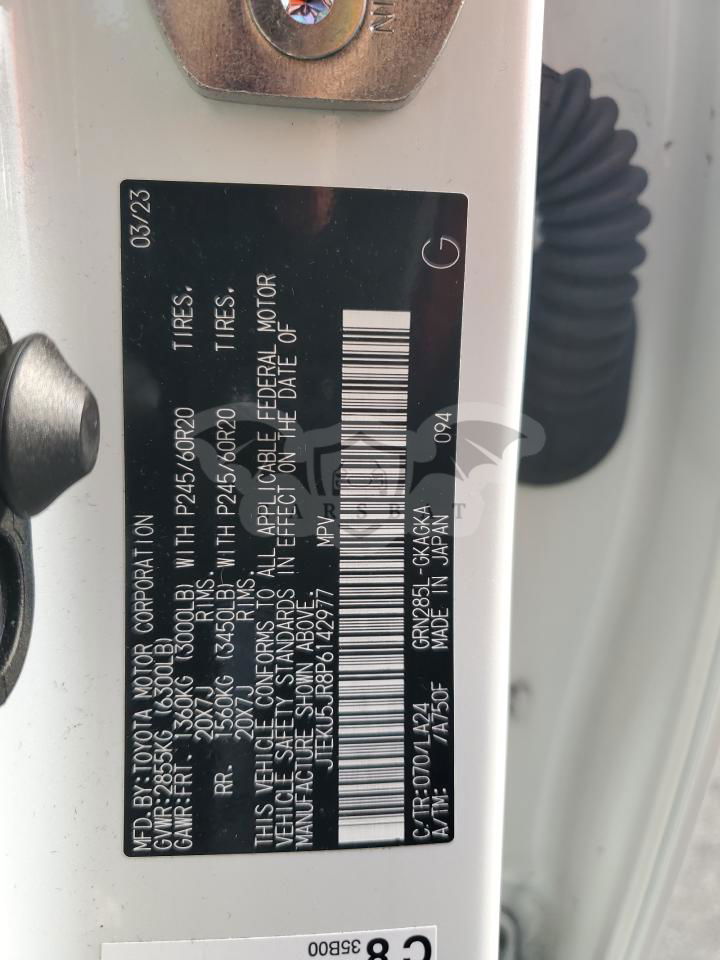 MFD. BY: TOYOTA MOTOR CORPORATION 03/23
GVWR: 2855KG (6300LB)
GAWR: FRT. 1360KG (3000LB) WITH P245/60R20 TIRES,
20X7J RIMS.
RR. 1560KG (3450LB) WITH P245/60R20 TIRES,
20X7J RIMS.
THIS VEHICLE CONFORMS TO ALL APPLICABLE FEDERAL MOTOR
VEHICLE SAFETY STANDARDS IN EFFECT ON THE DATE OF
MANUFACTURE SHOWN ABOVE.
JTEKU5JR8P6142977 MPV
C/TR:070/LA24 GRN285L-GKAGKA 094
A/TM: /A750F MADE IN JAPAN
G
CARSBAT
35B00